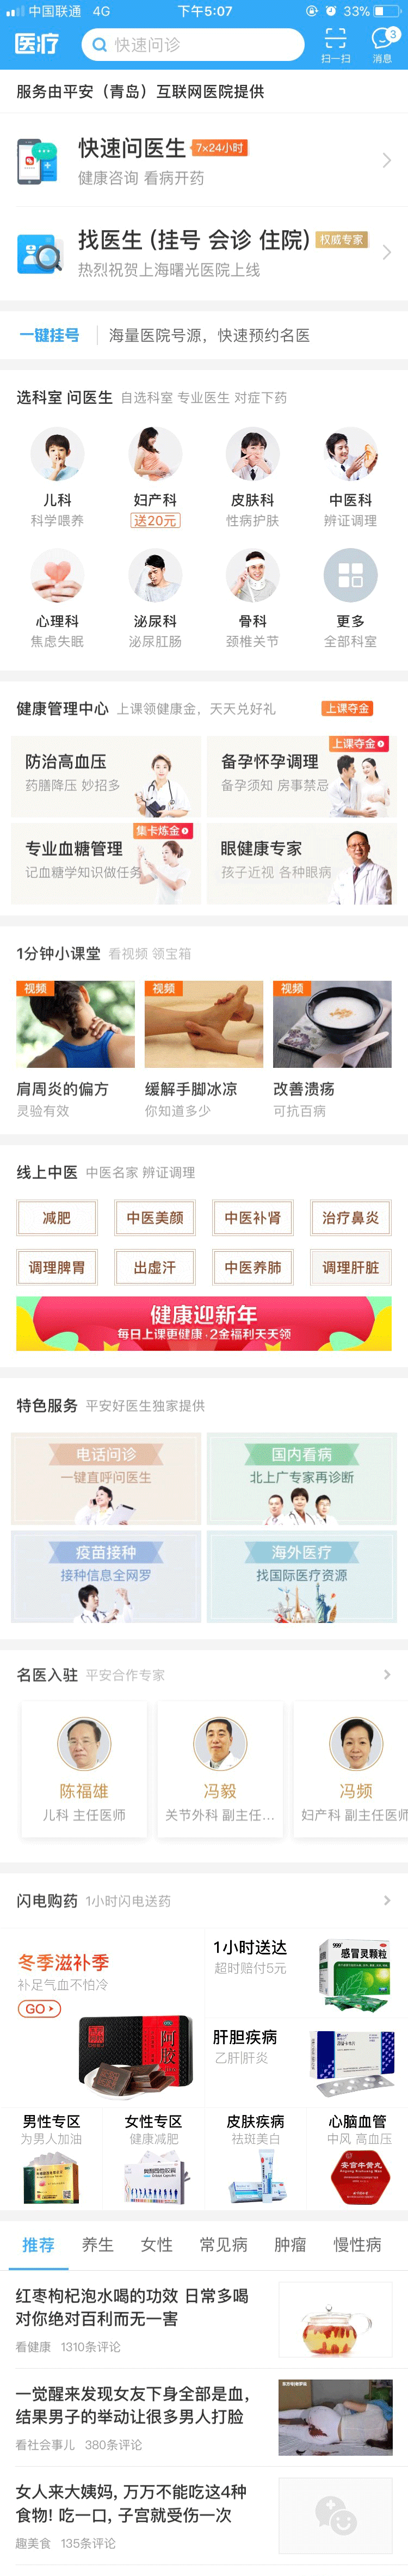 中国联通 4G 下午5:07 33%
医疗 快速问诊 扫一扫 消息 3
服务由平安（青岛）互联网医院提供
快速问医生 7×24小时
健康咨询 看病开药
找医生 (挂号 会诊 住院) 权威专家
热烈祝贺上海曙光医院上线
一键挂号 海量医院号源，快速预约名医
选科室 问医生 自选科室 专业医生 对症下药
儿科 妇产科 皮肤科 中医科
科学喂养 送20元 性病护肤 辨证调理
心理科 泌尿科 骨科 更多
焦虑失眠 泌尿肛肠 颈椎关节 全部科室
健康管理中心 上课领健康金，天天兑好礼 上课夺金
上课夺金
防治高血压 备孕怀孕调理
药膳降压 妙招多 备孕须知 房事禁忌
集卡炼金
专业血糖管理 眼健康专家
记血糖学知识做任务 孩子近视 各种眼病
1分钟小课堂 看视频 领宝箱
视频 视频 视频
肩周炎的偏方 缓解手脚冰凉 改善溃疡
灵验有效 你知道多少 可抗百病
线上中医 中医名家 辨证调理
减肥 中医美颜 中医补肾 治疗鼻炎
调理脾胃 出虚汗 中医养肺 调理肝脏
健康迎新年
每日上课更健康·2金福利天天领
特色服务 平安好医生独家提供
电话问诊 国内看病
一键直呼问医生 北上广专家再诊断
疫苗接种 海外医疗
接种信息全网罗 找国际医疗资源
名医入驻 平安合作专家
陈福雄 冯毅 冯频
儿科 主任医师 关节外科 副主任... 妇产科 副主任医师
闪电购药 1小时闪电送药
冬季滋补季 1小时送达
补足气血不怕冷 超时赔付5元
GO
999 感冒灵颗粒
阿胶
肝胆疾病
乙肝肝炎
男性专区 女性专区 皮肤疾病 心脑血管
为男人加油 健康减肥 祛斑美白 中风 高血压
安宫牛黄丸
推荐 养生 女性 常见病 肿瘤 慢性病
红枣枸杞泡水喝的功效 日常多喝
对你绝对百利而无一害
看健康 1310条评论
一觉醒来发现女友下身全部是血，
结果男子的举动让很多男人打脸
看社会事儿 380条评论
女人来大姨妈, 万万不能吃这4种
食物! 吃一口, 子宫就受伤一次
趣美食 135条评论